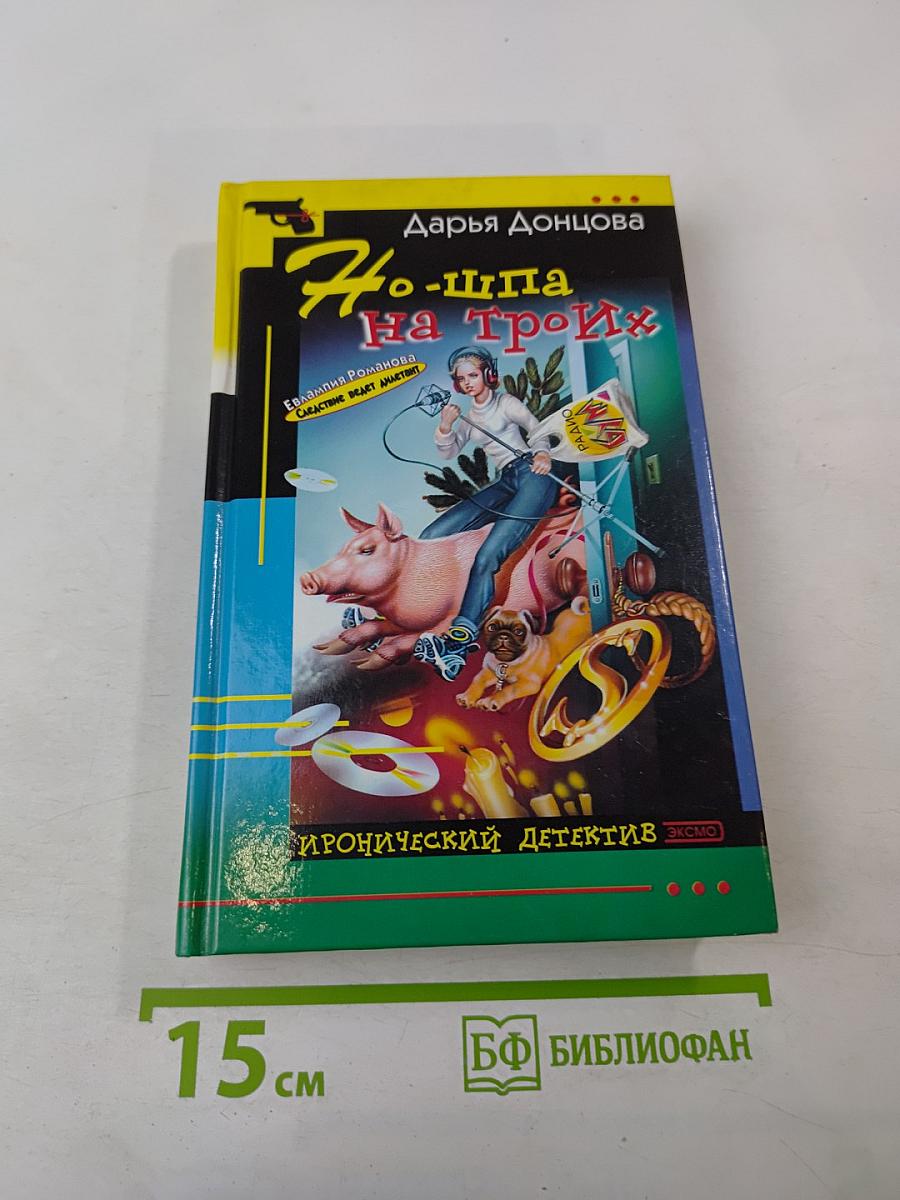 Дарья Донцова
Но-шпа
на троих
Евлампия Романова
Следствие ведет дилетант
РАДИО
ИРОНИЧЕСКИЙ ДЕТЕКТИВ
ЭКСМО
15 см
БФ БИБЛИОФАН